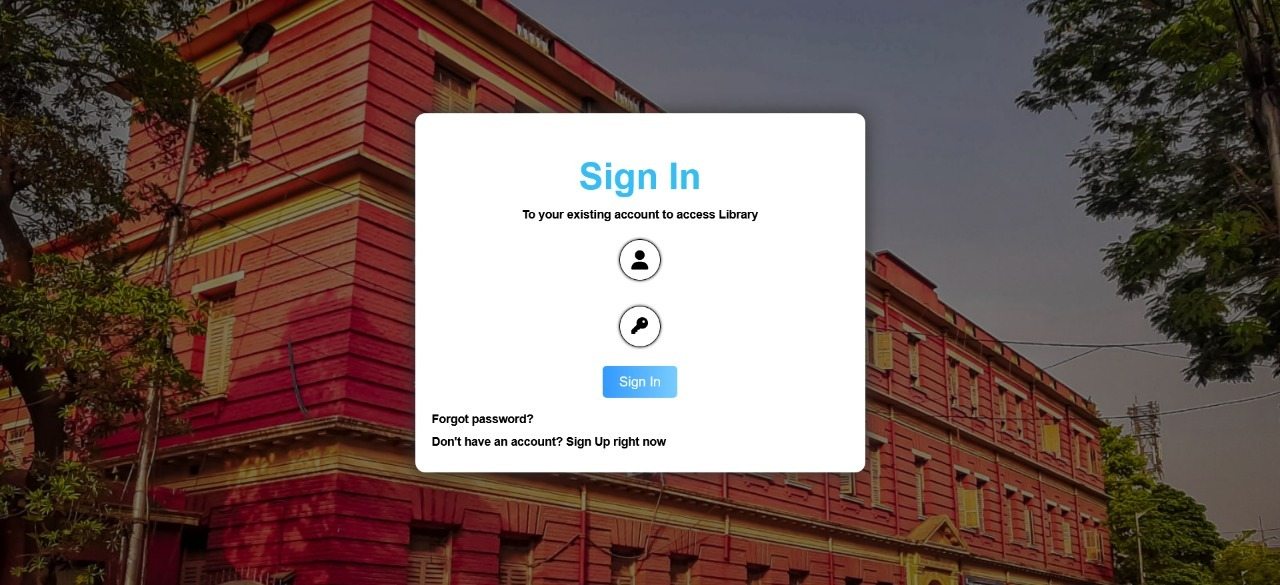 Sign In
To your existing account to access Library
Sign In
Forgot password?
Don't have an account? Sign Up right now